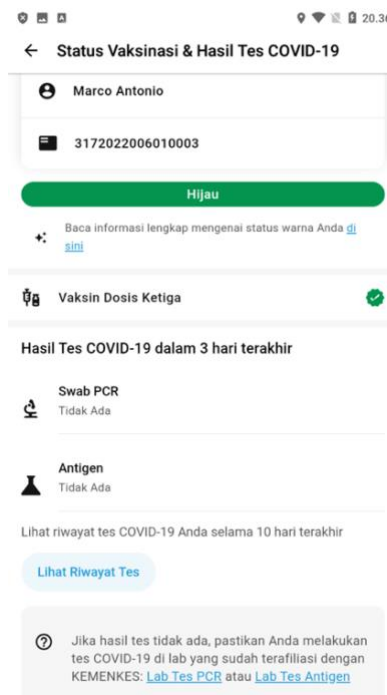 20.36
Status Vaksinasi & Hasil Tes COVID-19
Marco Antonio
3172022006010003
Hijau
Baca informasi lengkap mengenai status warna Anda di
sini
Vaksin Dosis Ketiga
Hasil Tes COVID-19 dalam 3 hari terakhir
Swab PCR
Tidak Ada
Antigen
Tidak Ada
Lihat riwayat tes COVID-19 Anda selama 10 hari terakhir
Lihat Riwayat Tes
Jika hasil tes tidak ada, pastikan Anda melakukan
tes COVID-19 di lab yang sudah terafiliasi dengan
KEMENKES: Lab Tes PCR atau Lab Tes Antigen